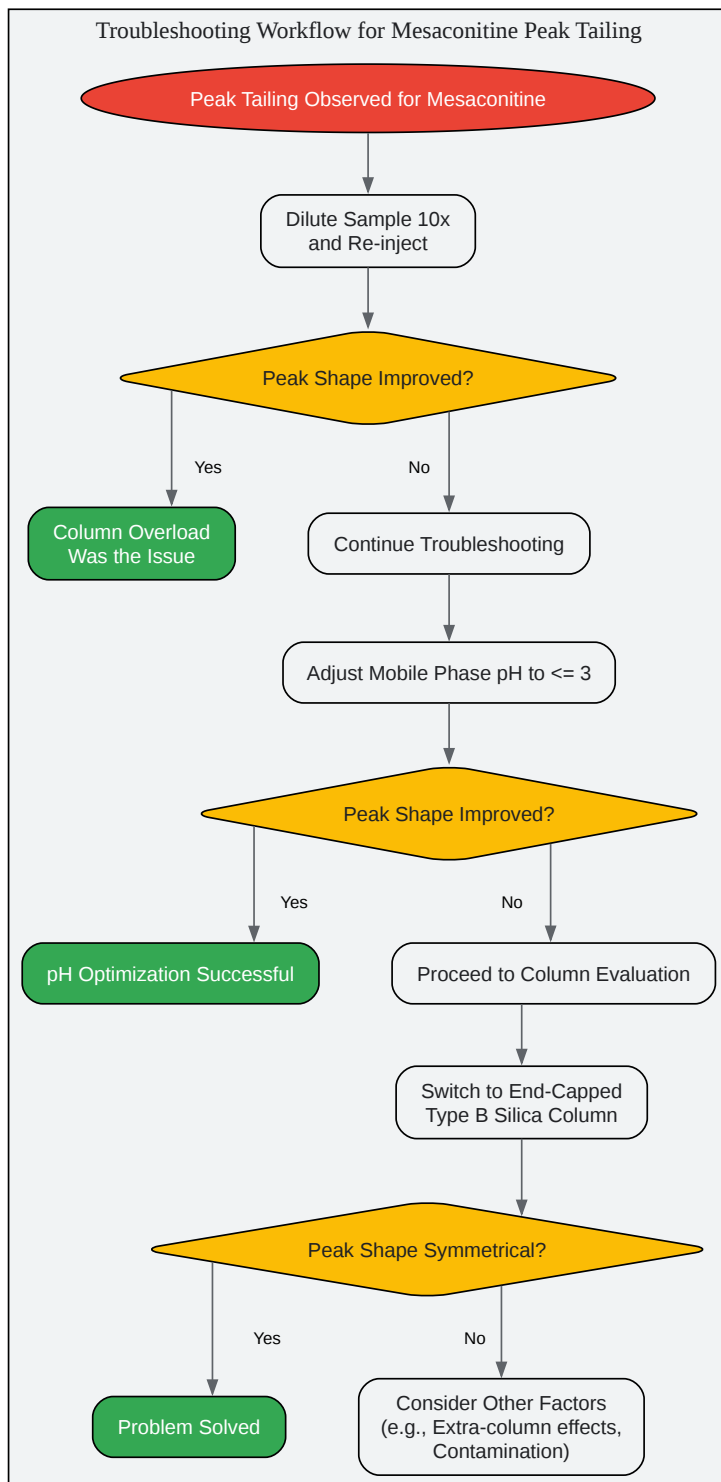 Troubleshooting Workflow for Mesaconitine Peak Tailing
Peak Tailing Observed for Mesaconitine
Dilute Sample 10x
and Re-inject
Peak Shape Improved?
Yes
No
Column Overload
Was the Issue
Continue Troubleshooting
Adjust Mobile Phase pH to <= 3
Peak Shape Improved?
Yes
No
pH Optimization Successful
Proceed to Column Evaluation
Switch to End-Capped
Type B Silica Column
Peak Shape Symmetrical?
Yes
No
Problem Solved
Consider Other Factors
(e.g., Extra-column effects,
Contamination)